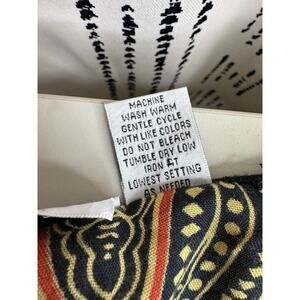 MACHINE
WASH WARM
GENTLE CYCLE
WITH LIKE COLORS
DO NOT BLEACH
TUMBLE DRY LOW
IRON AT
LOWEST SETTING
AS NEEDED